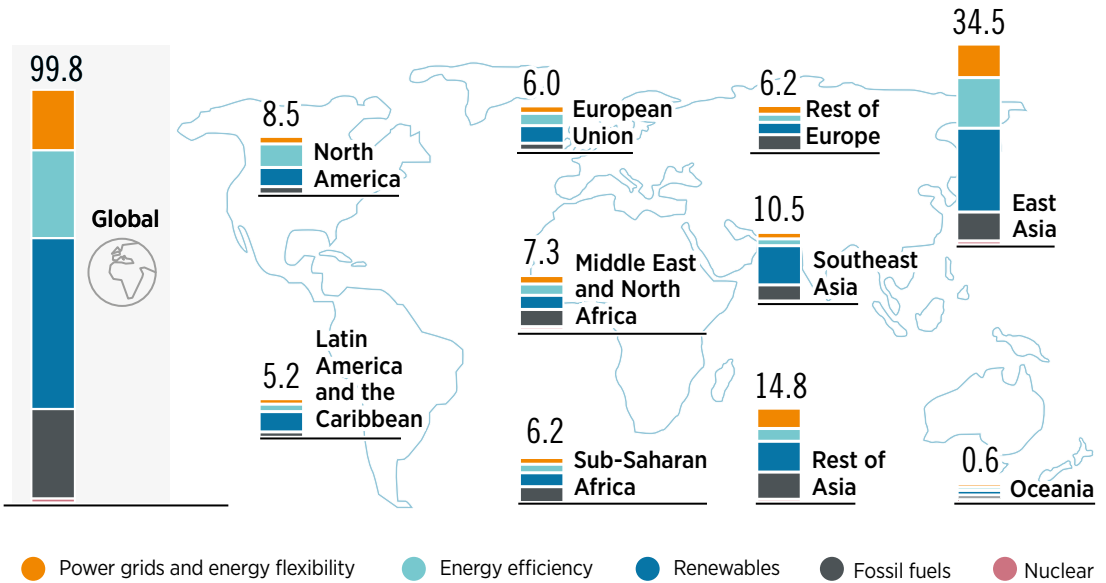 99.8
Global
8.5
North
America
5.2
Latin
America
and the
Caribbean
6.0
European
Union
7.3
Middle East
and North
Africa
6.2
Sub-Saharan
Africa
6.2
Rest of
Europe
10.5
Southeast
Asia
14.8
Rest of
Asia
34.5
East
Asia
0.6
Oceania
Power grids and energy flexibility
Energy efficiency
Renewables
Fossil fuels
Nuclear